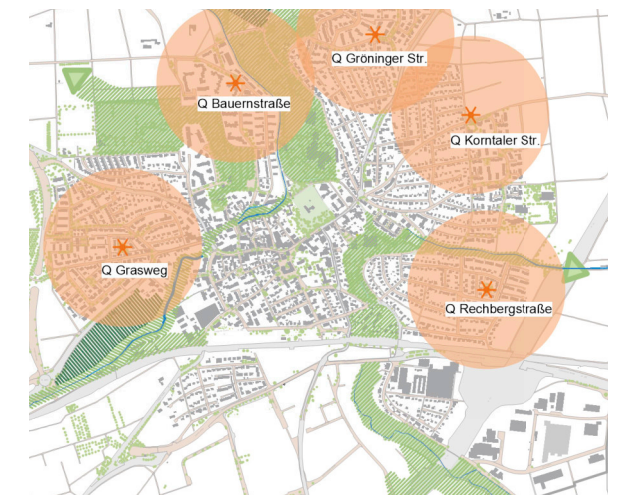 Q Gröninger Str.
Q Bauernstraße
Q Korntaler Str.
Q Grasweg
Q Rechbergstraße